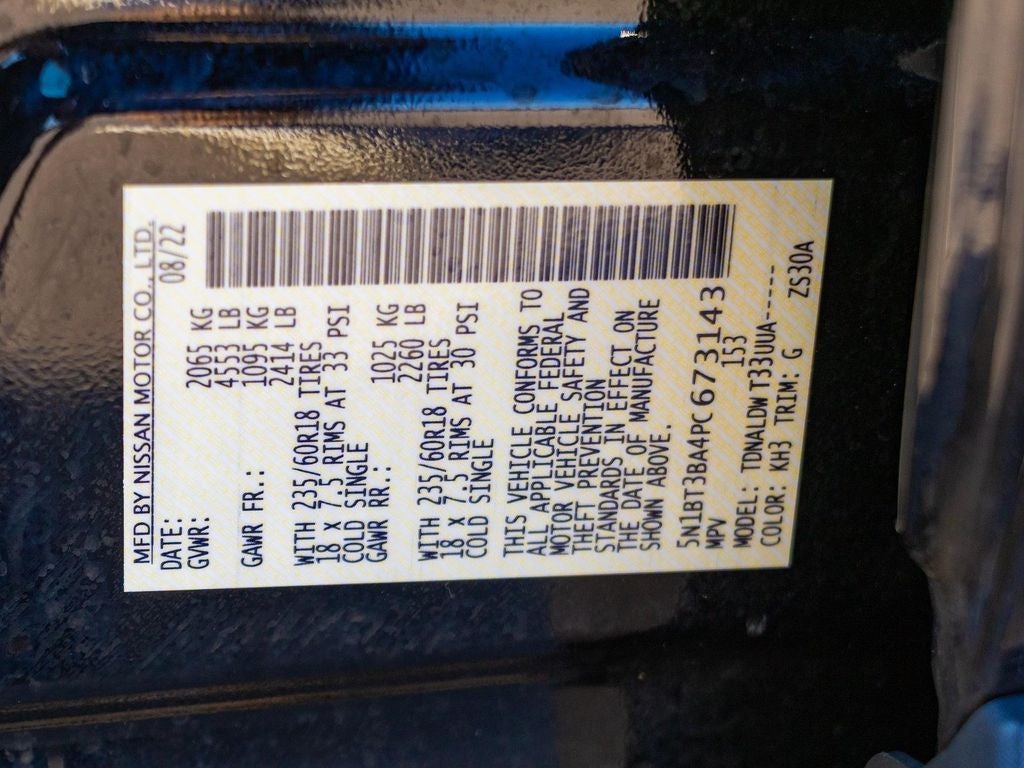 MFD BY NISSAN MOTOR CO., LTD.
DATE: 08/22
GVWR: 2065 KG
4553 LB
GAWR FR.: 1095 KG
2414 LB
WITH 235/60R18 TIRES
18 X 7.5 RIMS AT 33 PSI
COLD SINGLE
GAWR RR.: 1025 KG
2260 LB
WITH 235/60R18 TIRES
18 X 7.5 RIMS AT 30 PSI
COLD SINGLE
THIS VEHICLE CONFORMS TO
ALL APPLICABLE FEDERAL
MOTOR VEHICLE SAFETY AND
THEFT PREVENTION
STANDARDS IN EFFECT ON
THE DATE OF MANUFACTURE
SHOWN ABOVE.
5N1BT3BA4PC673143
MPV 153
MODEL: TDNALDWT33UUA-----
COLOR: KH3 TRIM: G ZS30A